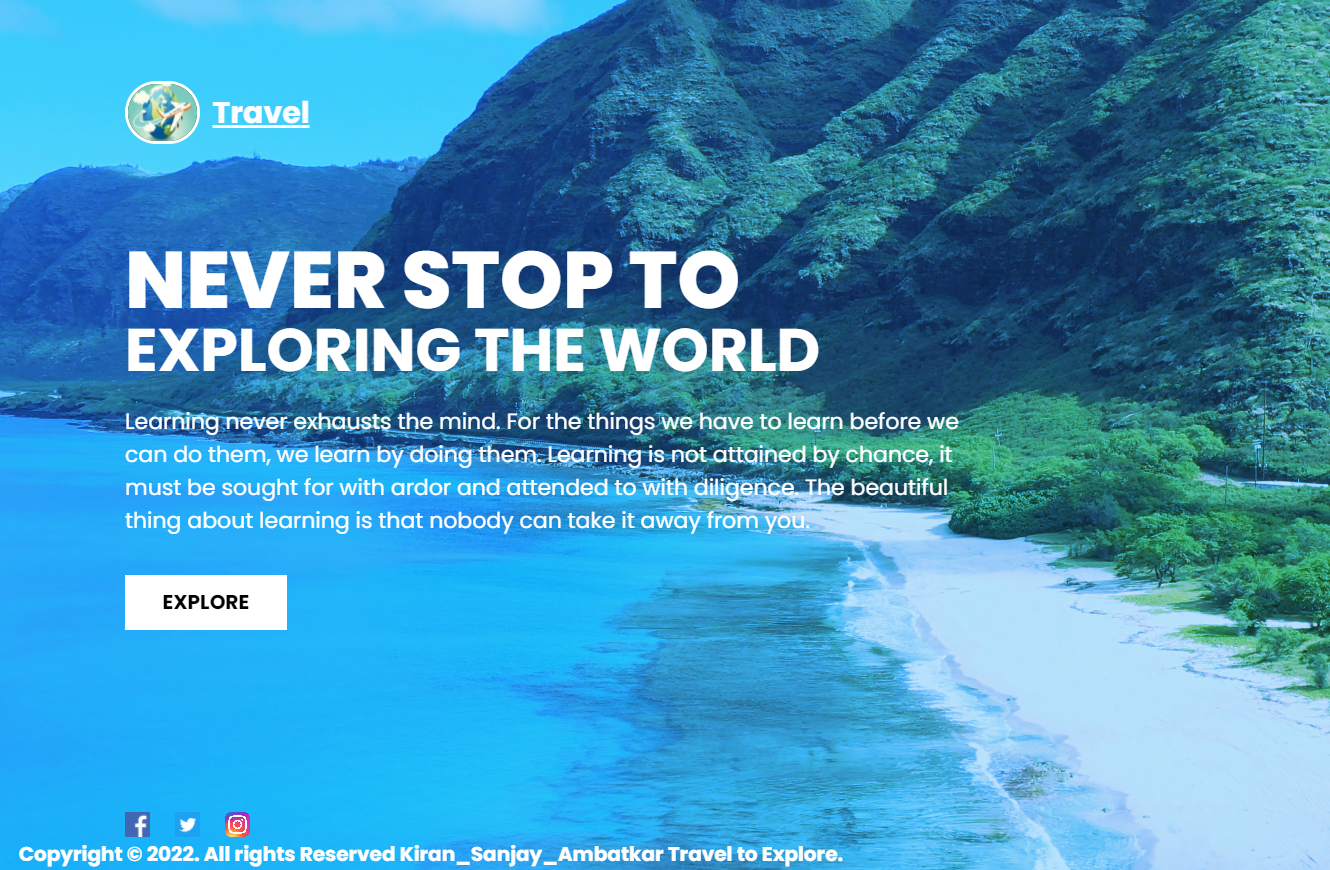 Travel
NEVER STOP TO
EXPLORING THE WORLD
Learning never exhausts the mind. For the things we have to learn before we
can do them, we learn by doing them. Learning is not attained by chance, it
must be sought for with ardor and attended to with diligence. The beautiful
thing about learning is that nobody can take it away from you.
EXPLORE
Copyright © 2022. All rights Reserved Kiran_Sanjay_Ambatkar Travel to Explore.